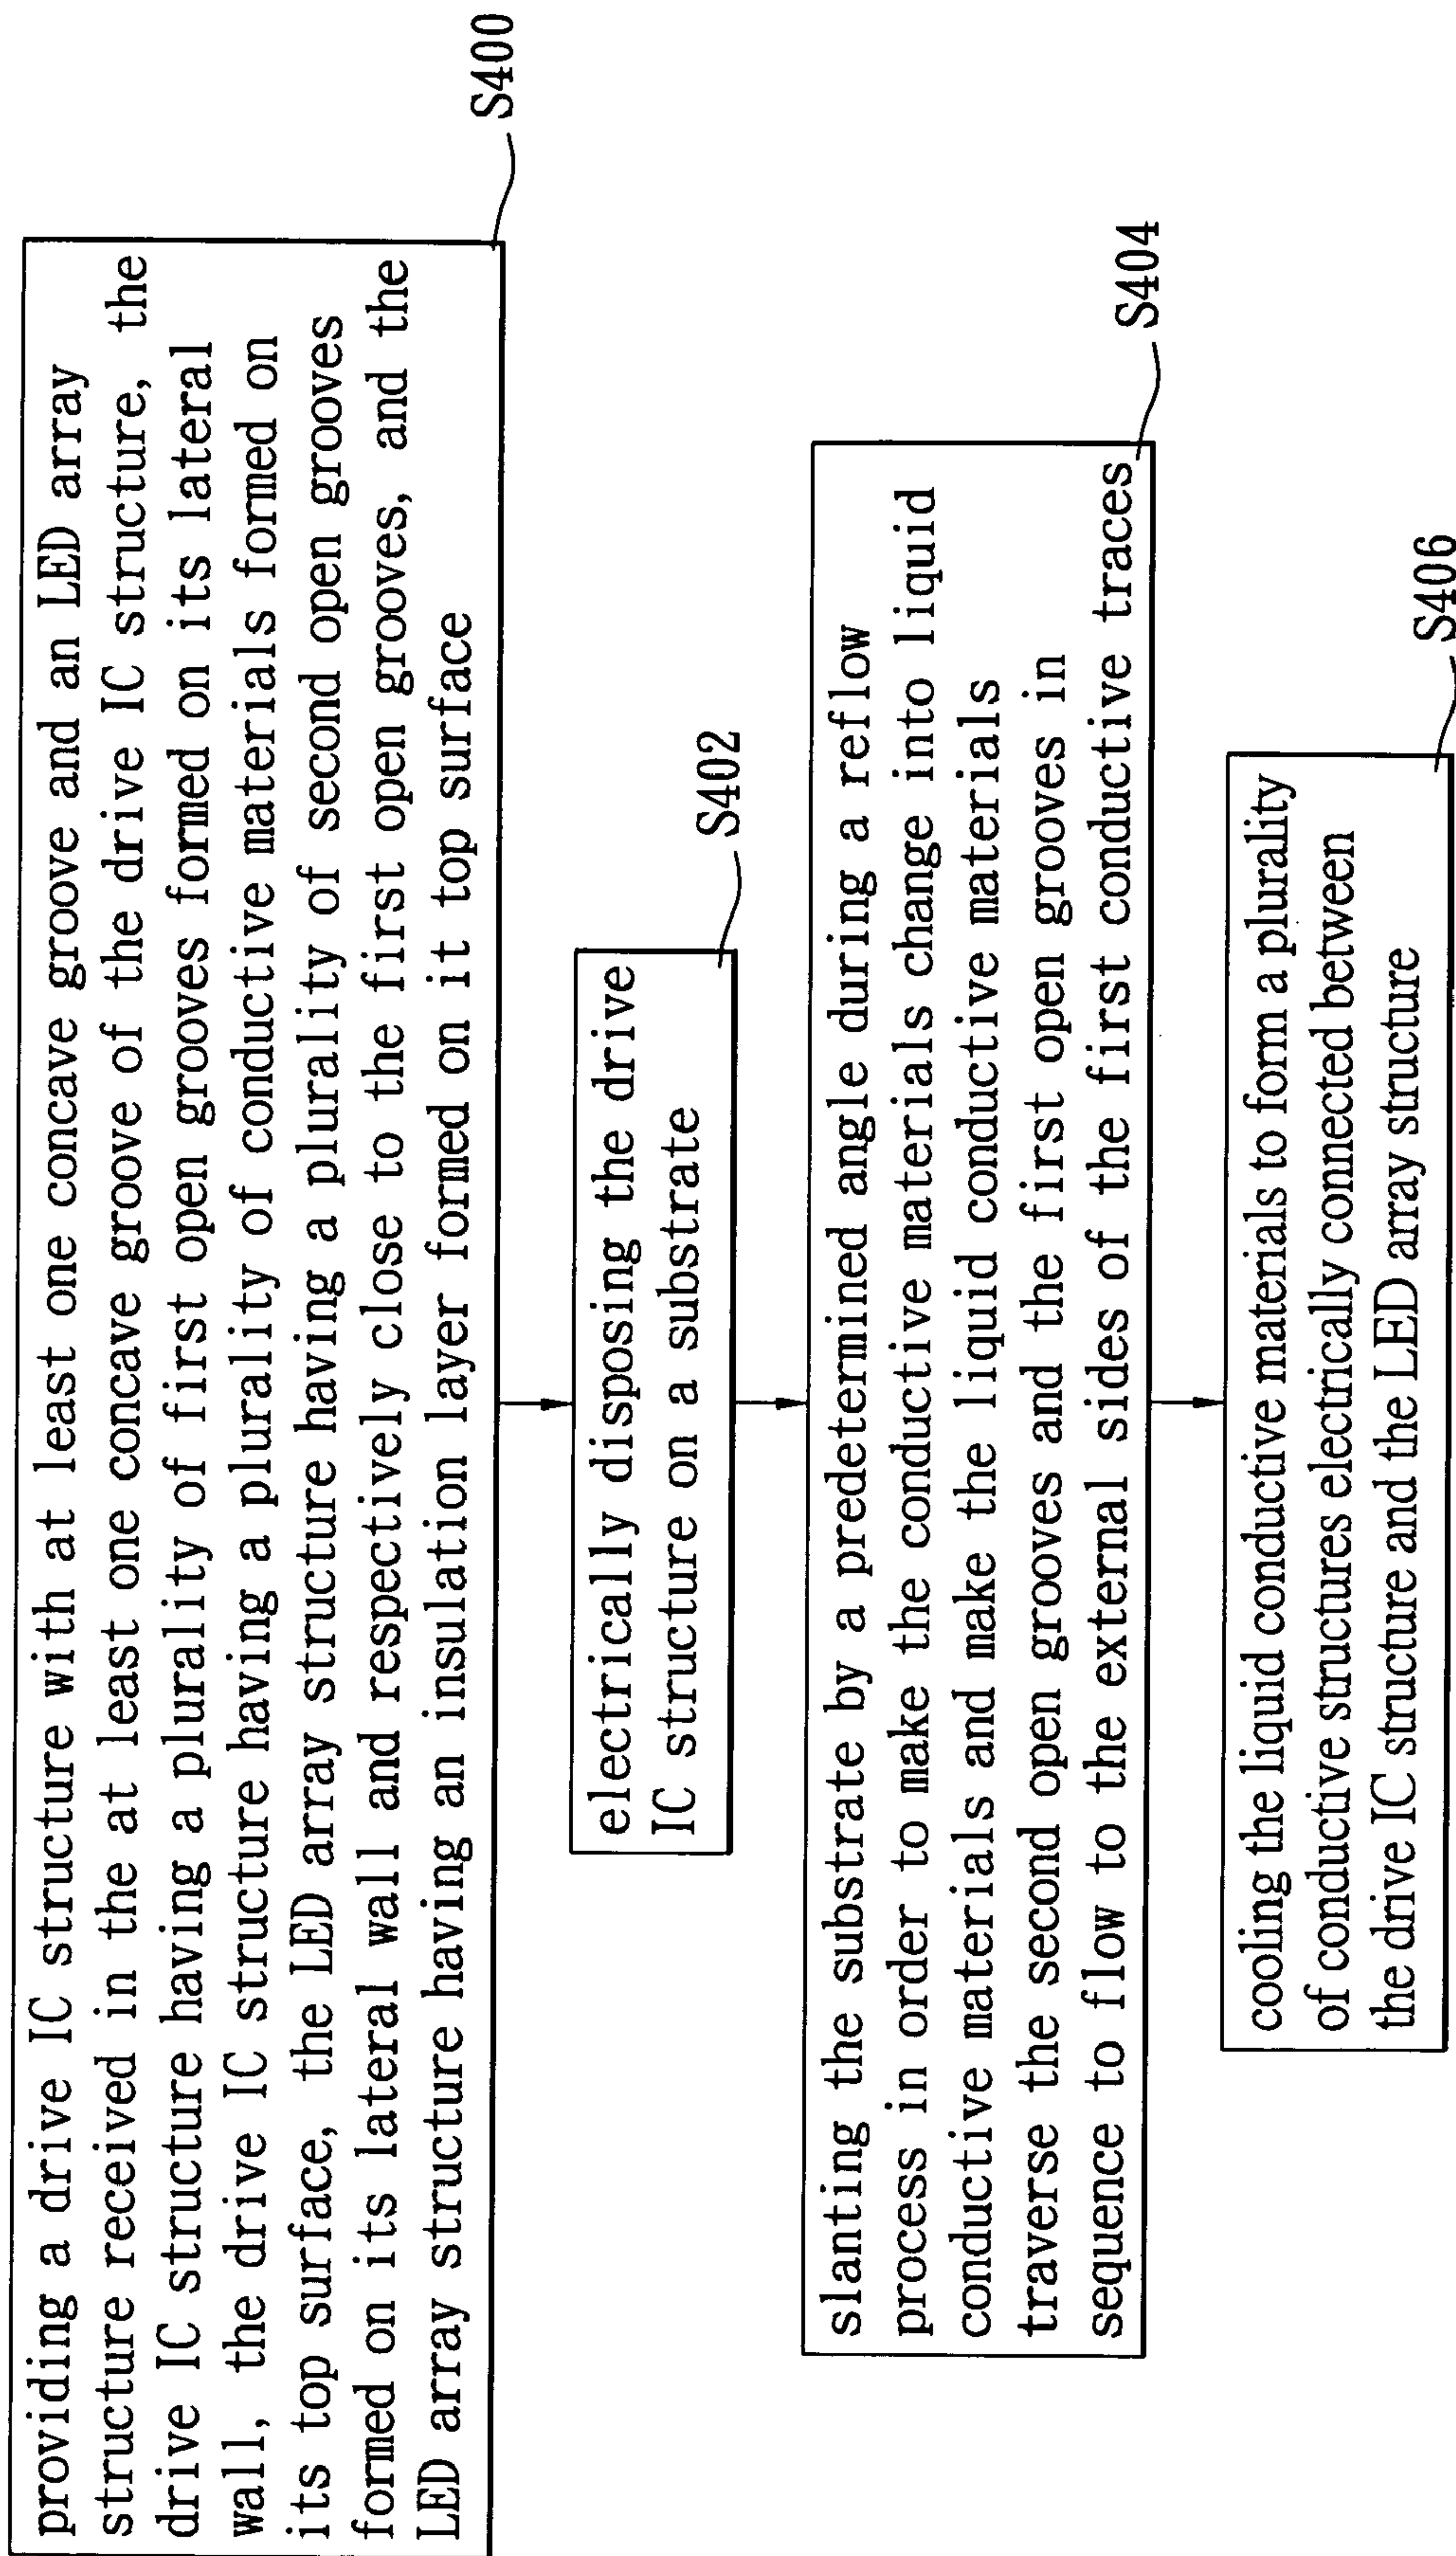 providing a drive IC structure with at least one concave groove and an LED array
structure received in the at least one concave groove of the drive IC structure, the
drive IC structure having a plurality of first open grooves formed on its lateral
wall, the drive IC structure having a plurality of conductive materials formed on
its top surface, the LED array structure having a plurality of second open grooves
formed on its lateral wall and respectively close to the first open grooves, and the
LED array structure having an insulation layer formed on it top surface
S400
electrically disposing the drive
IC structure on a substrate
S402
slanting the substrate by a predetermined angle during a reflow
process in order to make the conductive materials change into liquid
conductive materials and make the liquid conductive materials
traverse the second open grooves and the first open grooves in
sequence to flow to the external sides of the first conductive traces
S404
cooling the liquid conductive materials to form a plurality
of conductive structures electrically connected between
the drive IC structure and the LED array structure
S406